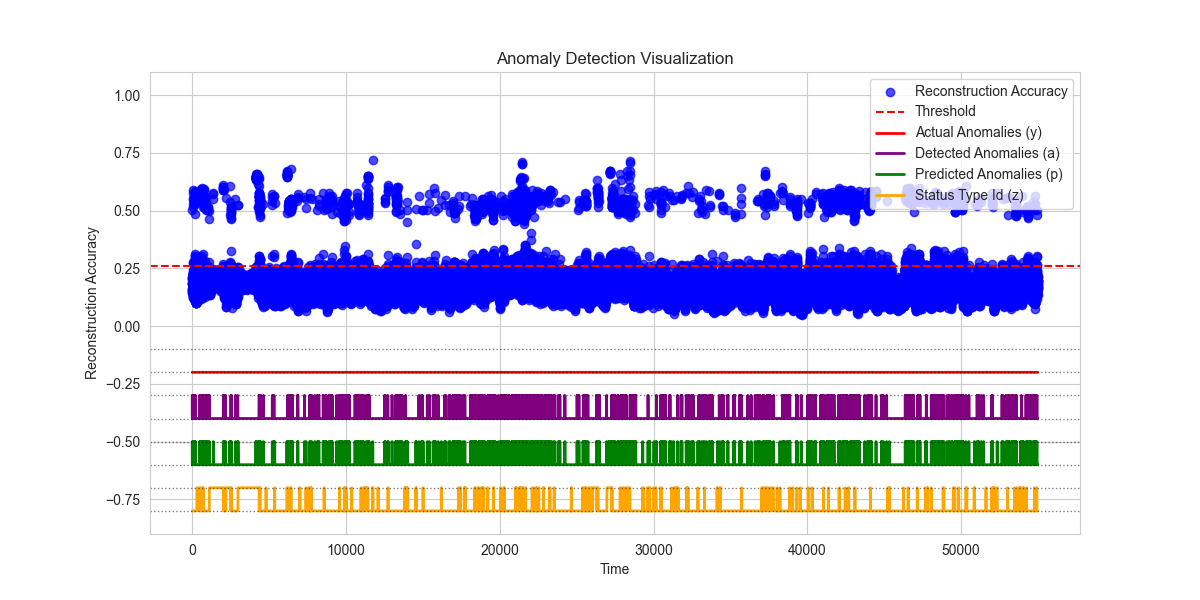 Anomaly Detection Visualization
Reconstruction Accuracy
1.00
0.75
0.50
0.25
0.00
−0.25
−0.50
−0.75
Reconstruction Accuracy
Threshold
Actual Anomalies (y)
Detected Anomalies (a)
Predicted Anomalies (p)
Status Type Id (z)
0
10000
20000
30000
40000
50000
Time